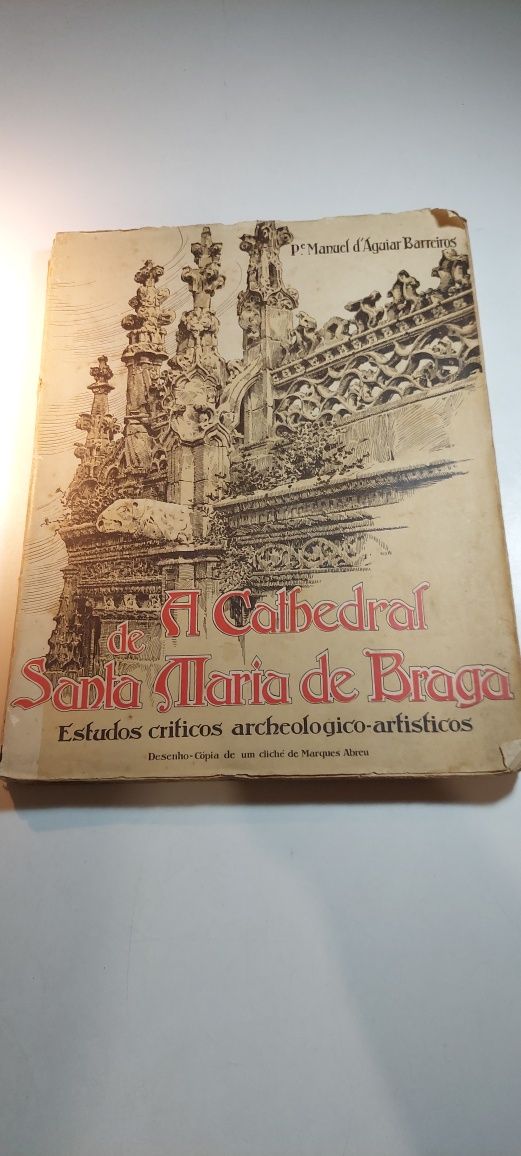 P.e Manuel d'Aguiar Barreiros
A Cathedral
de
Santa Maria de Braga
Estudos criticos archeologico-artisticos
Desenho-Cópia de um cliché de Marques Abreu